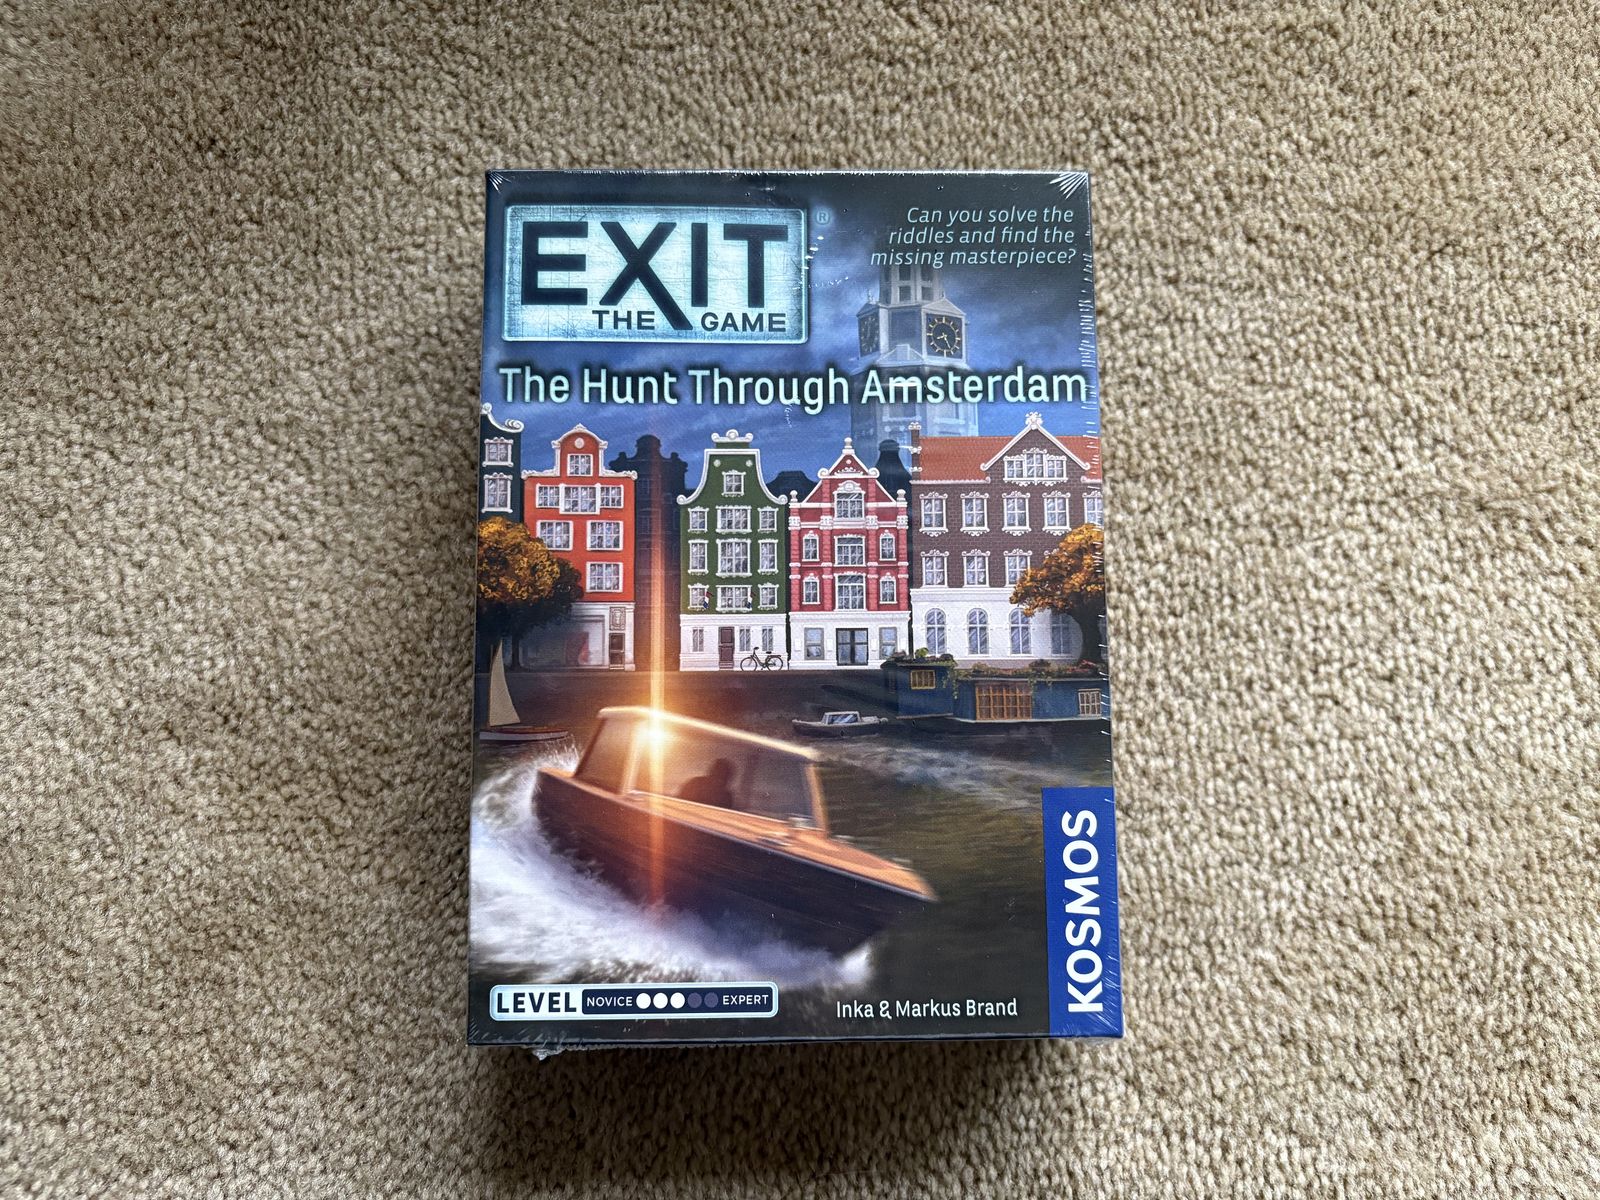 EXIT®
THE GAME
Can you solve the
riddles and find the
missing masterpiece?
The Hunt Through Amsterdam
LEVEL NOVICE EXPERT
Inka & Markus Brand
KOSMOS